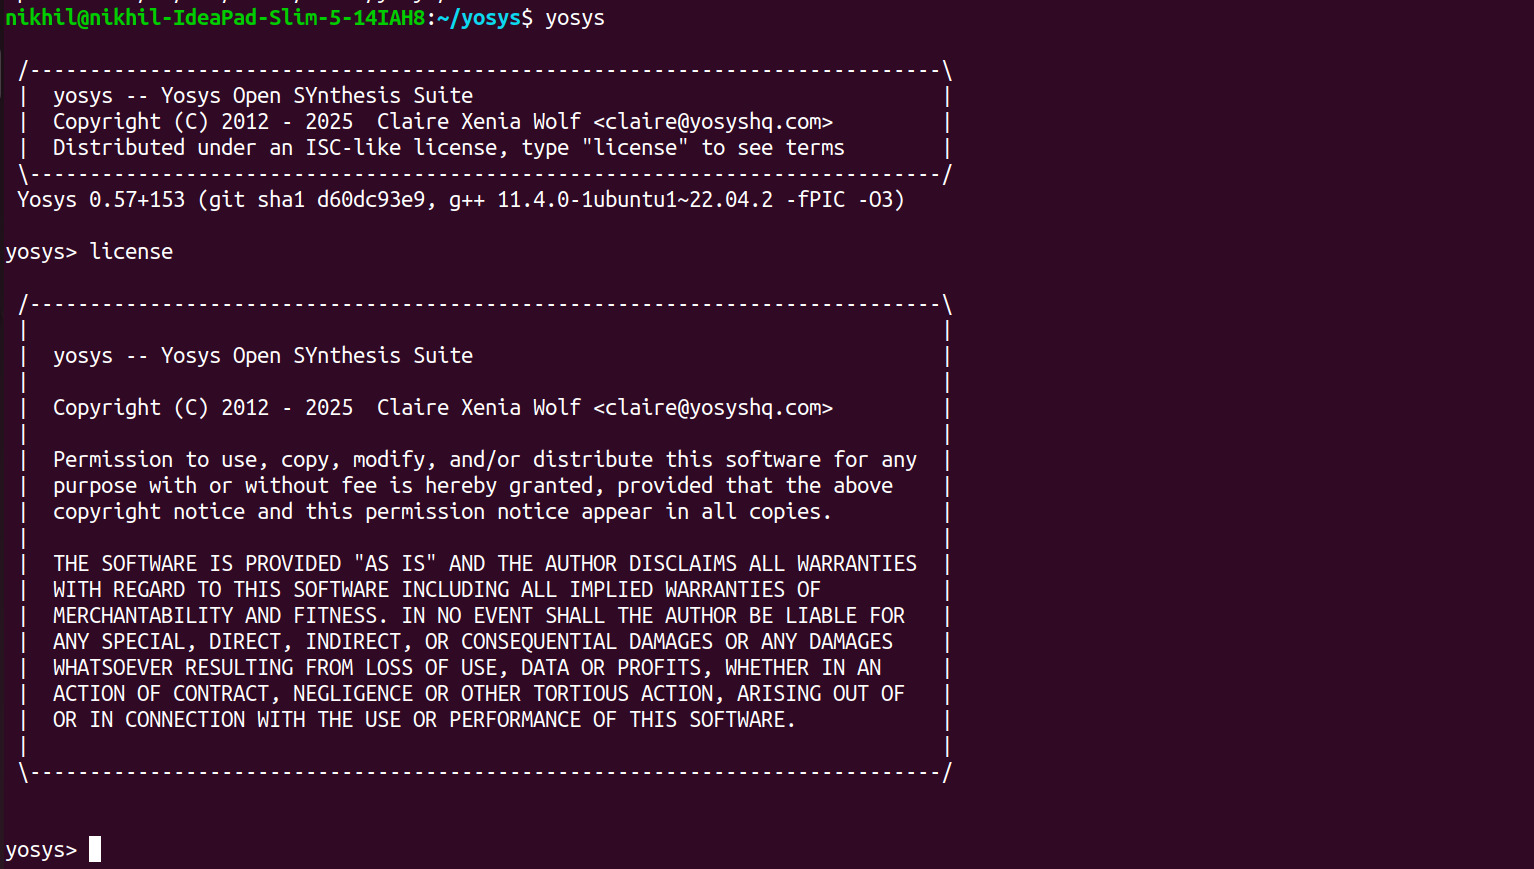 nikhil@nikhil-IdeaPad-Slim-5-14IAH8:~/yosys$ yosys
/----------------------------------------------------------------------------\
|  yosys -- Yosys Open SYnthesis Suite                                       |
|  Copyright (C) 2012 - 2025  Claire Xenia Wolf <claire@yosyshq.com>         |
|  Distributed under an ISC-like license, type "license" to see terms        |
\----------------------------------------------------------------------------/
Yosys 0.57+153 (git sha1 d60dc93e9, g++ 11.4.0-1ubuntu1~22.04.2 -fPIC -O3)
yosys> license
/----------------------------------------------------------------------------\
|                                                                            |
|  yosys -- Yosys Open SYnthesis Suite                                       |
|                                                                            |
|  Copyright (C) 2012 - 2025  Claire Xenia Wolf <claire@yosyshq.com>         |
|                                                                            |
|  Permission to use, copy, modify, and/or distribute this software for any  |
|  purpose with or without fee is hereby granted, provided that the above    |
|  copyright notice and this permission notice appear in all copies.         |
|                                                                            |
|  THE SOFTWARE IS PROVIDED "AS IS" AND THE AUTHOR DISCLAIMS ALL WARRANTIES  |
|  WITH REGARD TO THIS SOFTWARE INCLUDING ALL IMPLIED WARRANTIES OF          |
|  MERCHANTABILITY AND FITNESS. IN NO EVENT SHALL THE AUTHOR BE LIABLE FOR   |
|  ANY SPECIAL, DIRECT, INDIRECT, OR CONSEQUENTIAL DAMAGES OR ANY DAMAGES    |
|  WHATSOEVER RESULTING FROM LOSS OF USE, DATA OR PROFITS, WHETHER IN AN     |
|  ACTION OF CONTRACT, NEGLIGENCE OR OTHER TORTIOUS ACTION, ARISING OUT OF   |
|  OR IN CONNECTION WITH THE USE OR PERFORMANCE OF THIS SOFTWARE.            |
|                                                                            |
\----------------------------------------------------------------------------/
yosys>